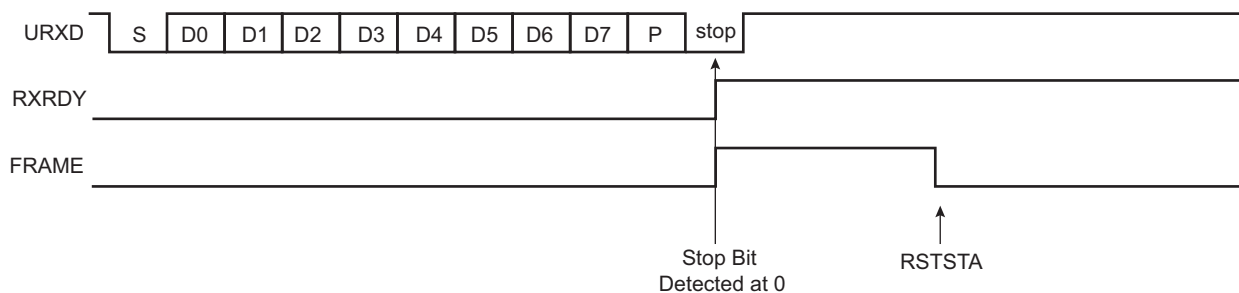 URXD S D0 D1 D2 D3 D4 D5 D6 D7 P stop
RXRDY
FRAME
Stop Bit
Detected at 0
RSTSTA